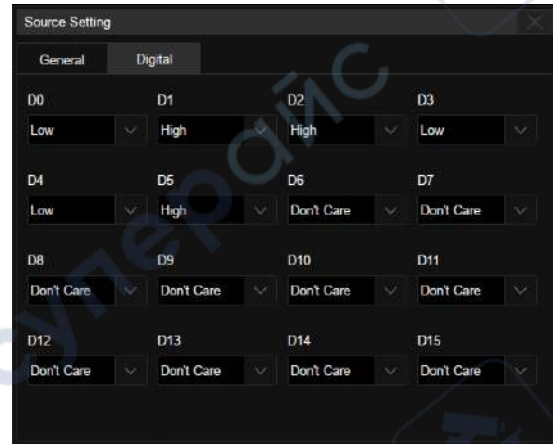 Source Setting
General Digital
D0 D1 D2 D3
Low High High Low
D4 D5 D6 D7
Low High Don't Care Don't Care
D8 D9 D10 D11
Don't Care Don't Care Don't Care Don't Care
D12 D13 D14 D15
Don't Care Don't Care Don't Care Don't Care
суперайс